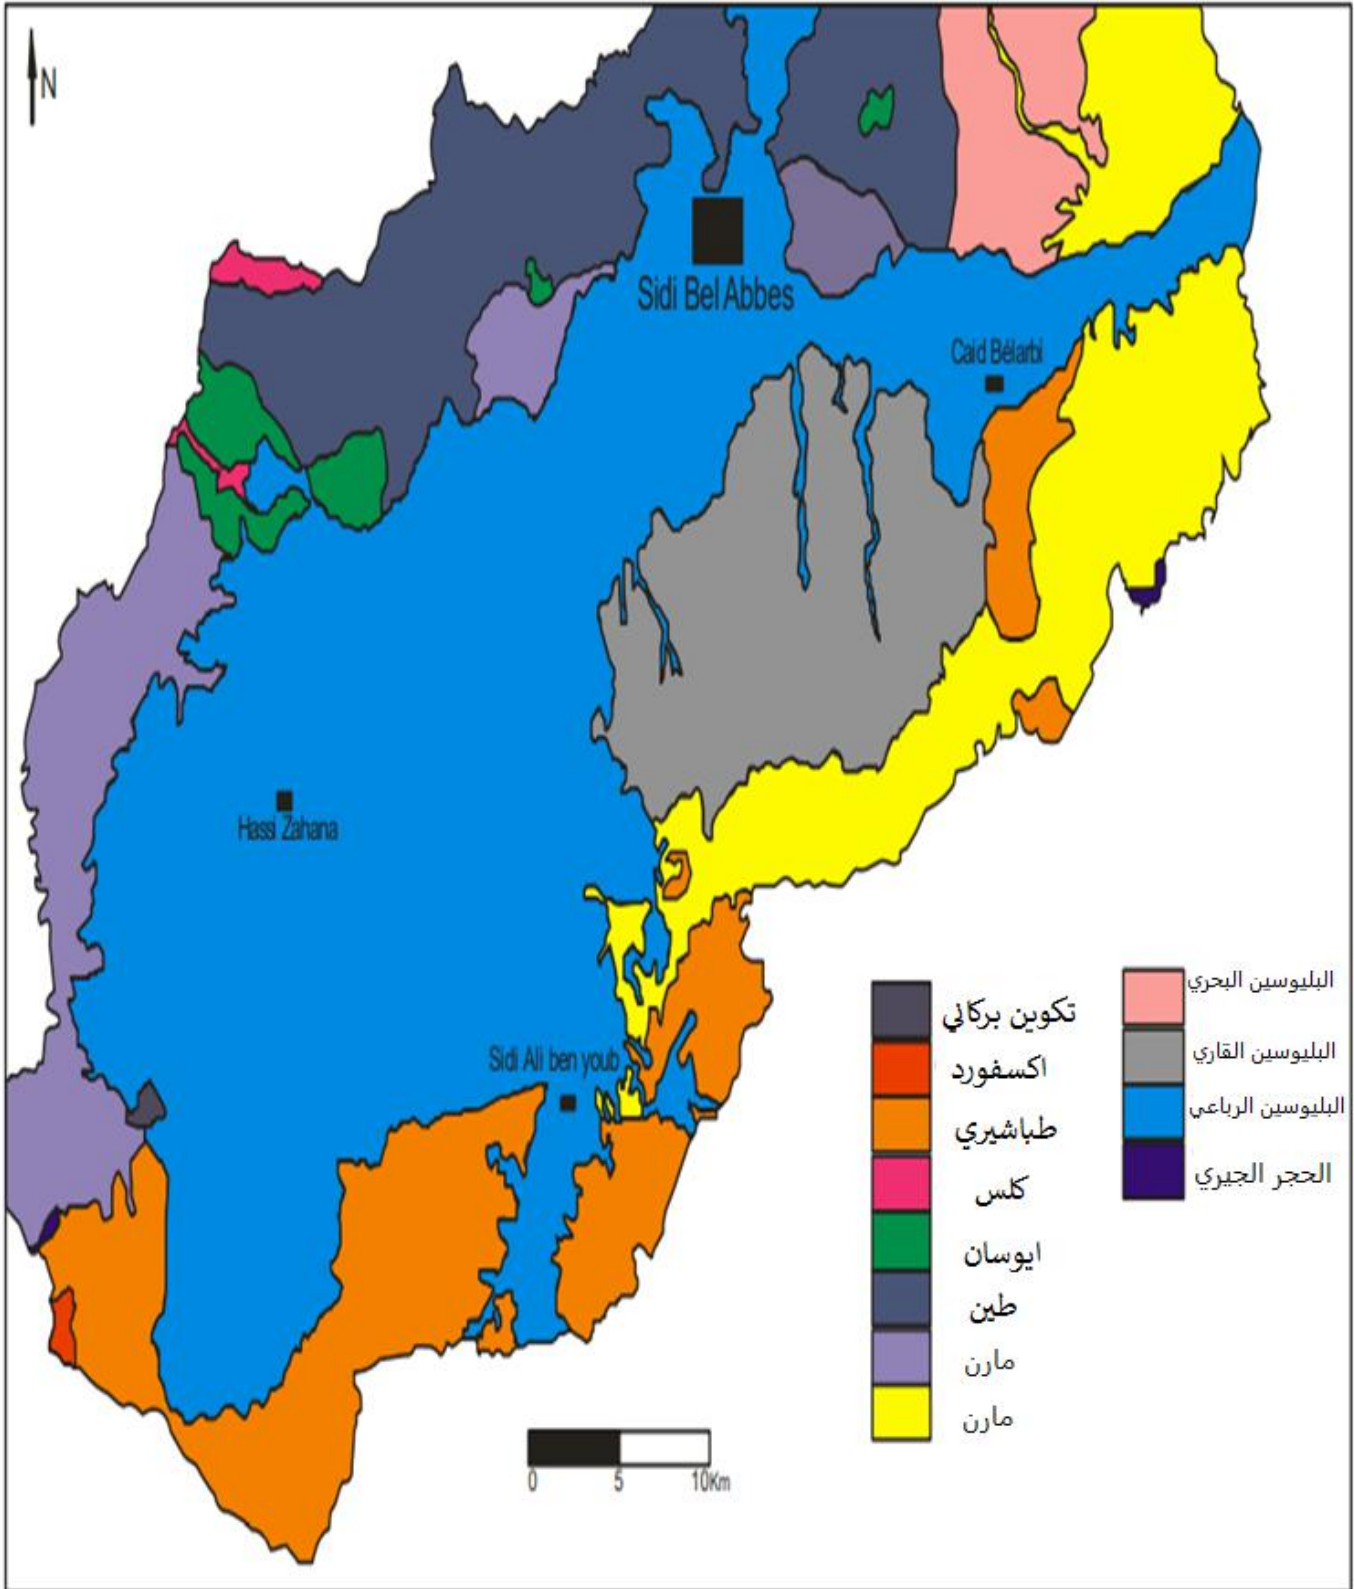 N
Sidi Bel Abbes
Caid Bélarbi
Hassi Zahana
Sidi Ali ben youb
البليوسين البحري
البليوسين القاري
البليوسين الرباعي
الحجر الجيري
تكوين بركاني
اكسفورد
طباشيري
كلس
ايوسان
طين
مارن
مارن
0 5 10Km